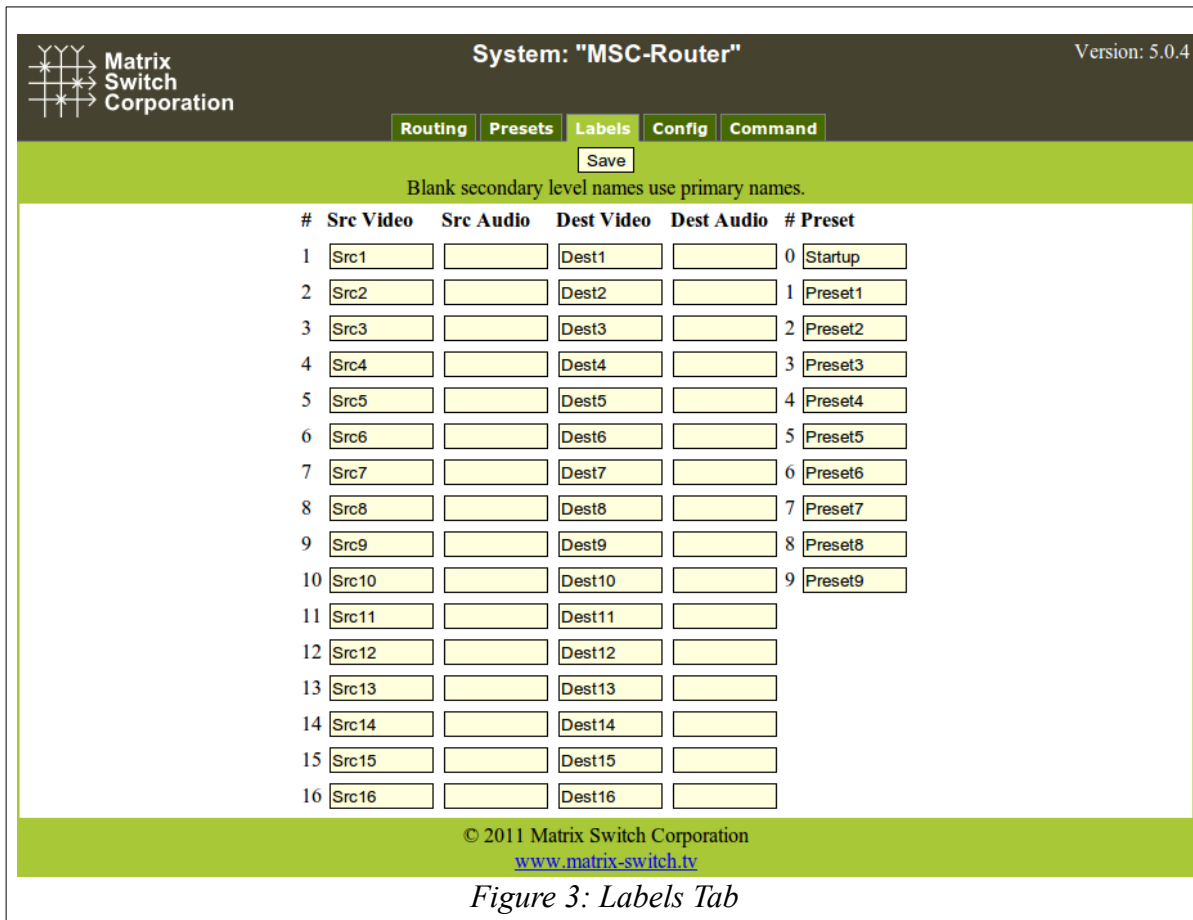 Matrix
Switch
Corporation
System: "MSC-Router"
Version: 5.0.4
Routing Presets Labels Config Command
Save
Blank secondary level names use primary names.
# Src Video Src Audio Dest Video Dest Audio # Preset
1 Src1 Dest1 0 Startup
2 Src2 Dest2 1 Preset1
3 Src3 Dest3 2 Preset2
4 Src4 Dest4 3 Preset3
5 Src5 Dest5 4 Preset4
6 Src6 Dest6 5 Preset5
7 Src7 Dest7 6 Preset6
8 Src8 Dest8 7 Preset7
9 Src9 Dest9 8 Preset8
10 Src10 Dest10 9 Preset9
11 Src11 Dest11
12 Src12 Dest12
13 Src13 Dest13
14 Src14 Dest14
15 Src15 Dest15
16 Src16 Dest16
© 2011 Matrix Switch Corporation
www.matrix-switch.tv
Figure 3: Labels Tab